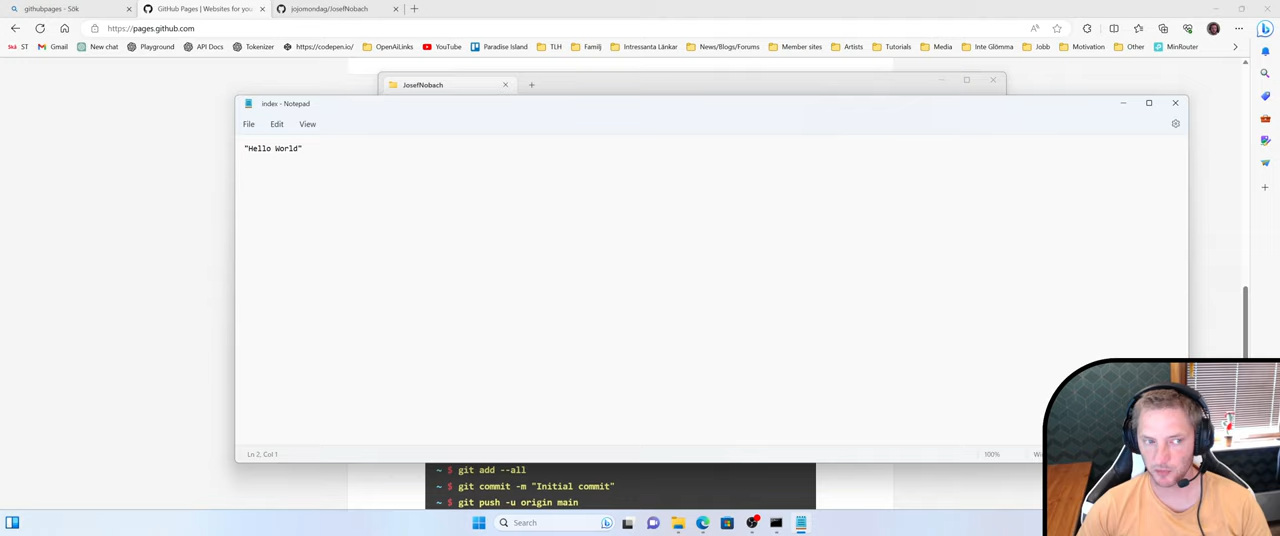 githubpages - Sök
GitHub Pages | Websites for you
jojomondag/JosefNobach
https://pages.github.com
ST
Gmail
New chat
Playground
API Docs
Tokenizer
https://codepen.io/
OpenAiLinks
YouTube
Paradise Island
TLH
Familj
Intressanta Länkar
News/Blogs/Forums
Member sites
Artists
Tutorials
Media
Inte Glömma
Jobb
Motivation
Other
MinRouter
JosefNobach
index - Notepad
File Edit View
"Hello World"
Ln 2, Col 1
100%
~ $ git add --all
~ $ git commit -m "Initial commit"
~ $ git push -u origin main
Search